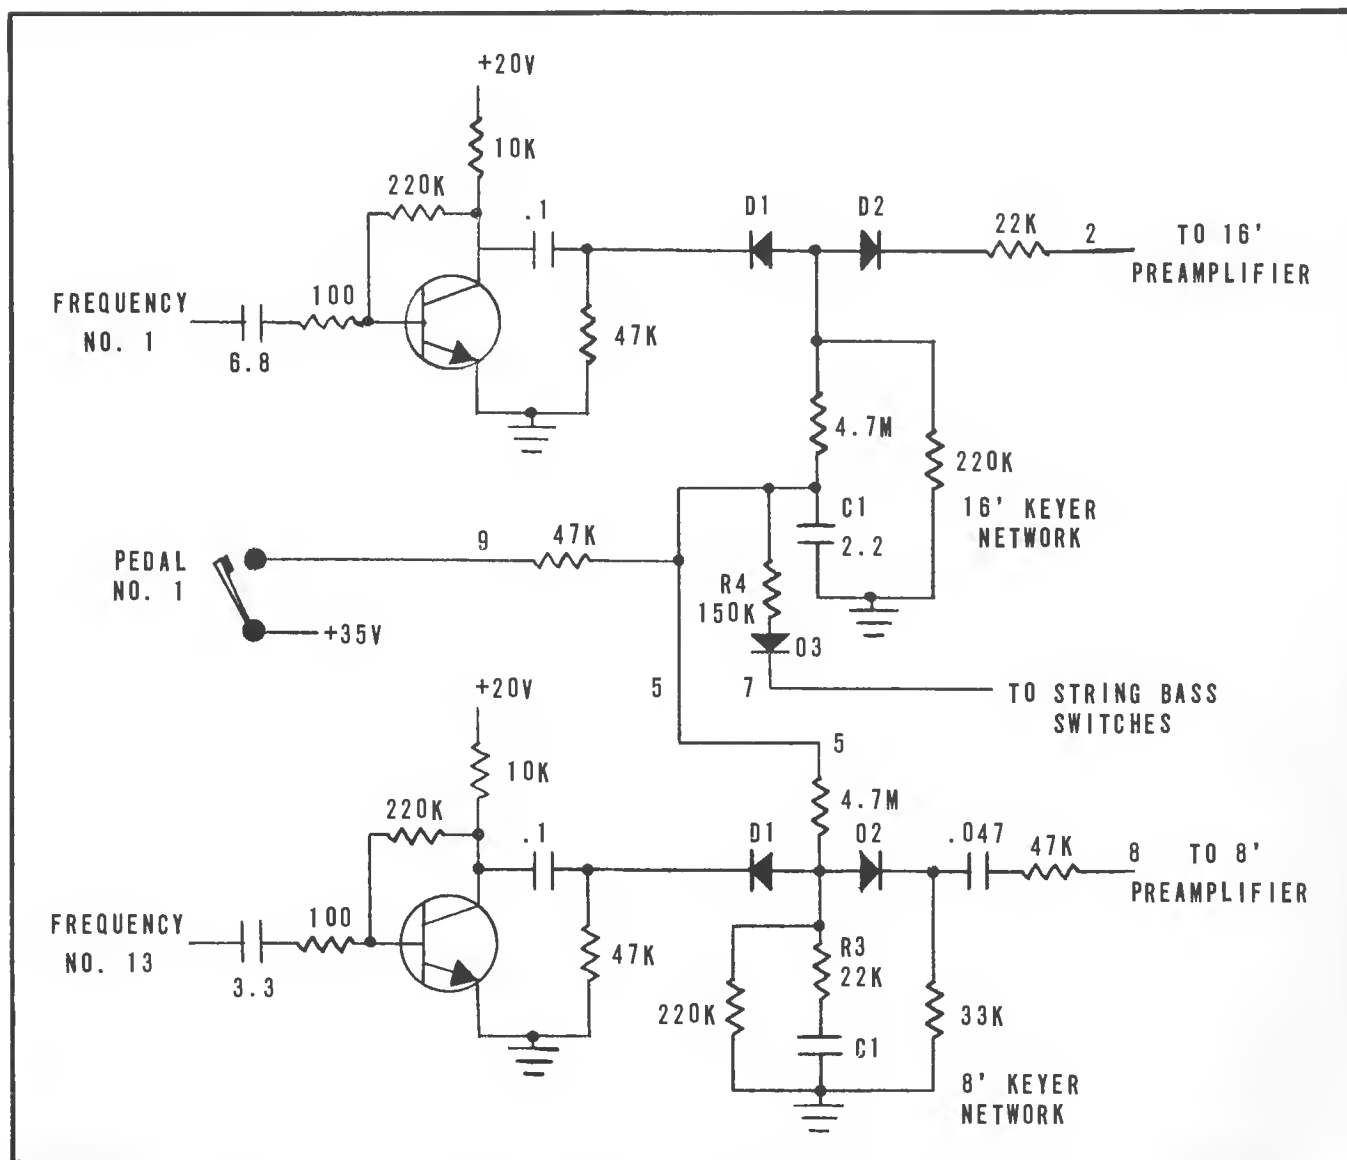 +20V
10K
220K
.1
D1
D2
22K
2
TO 16'
PREAMPLIFIER
FREQUENCY
NO. 1
100
6.8
47K
4.7M
220K
16' KEYER
NETWORK
C1
2.2
PEDAL
NO. 1
9
47K
R4
150K
+35V
03
5
7
TO STRING BASS
SWITCHES
+20V
5
10K
4.7M
220K
.1
D1
02
.047
47K
8
TO 8'
PREAMPLIFIER
FREQUENCY
NO. 13
100
3.3
47K
R3
22K
220K
33K
C1
8' KEYER
NETWORK